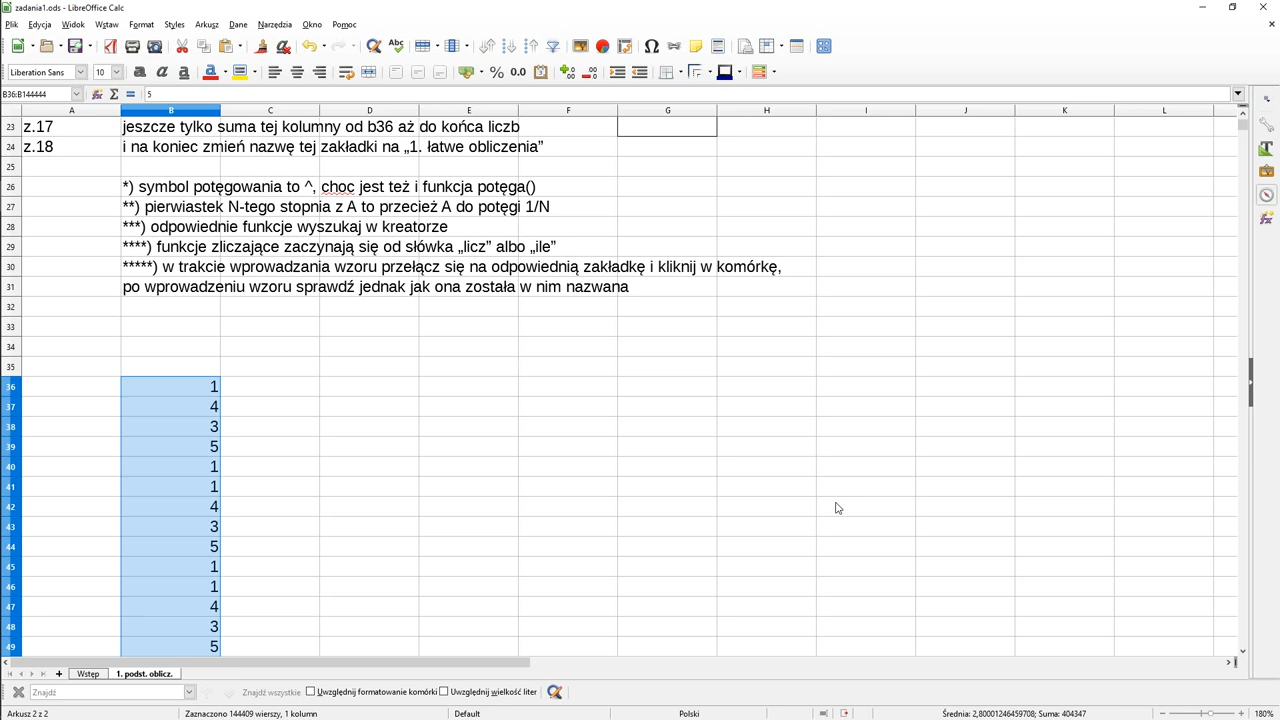 zadania1.ods - LibreOffice Calc
Plik Edycja Widok Wstaw Format Styles Arkusz Dane Narzędzia Okno Pomoc
Liberation Sans 10
B36:B144444 5
A B C D E F G H I J K L
23 z.17 jeszcze tylko suma tej kolumny od b36 aż do końca liczb
24 z.18 i na koniec zmień nazwę tej zakładki na „1. łatwe obliczenia”
25
26 *) symbol potęgowania to ^, choc jest też i funkcja potęga()
27 **) pierwiastek N-tego stopnia z A to przecież A do potęgi 1/N
28 ***) odpowiednie funkcje wyszukaj w kreatorze
29 ****) funkcje zliczające zaczynają się od słówka „licz” albo „ile”
30 *****) w trakcie wprowadzania wzoru przełącz się na odpowiednią zakładkę i kliknij w komórkę,
31 po wprowadzeniu wzoru sprawdź jednak jak ona została w nim nazwana
32
33
34
35
36 1
37 4
38 3
39 5
40 1
41 1
42 4
43 3
44 5
45 1
46 1
47 4
48 3
49 5
Wstęp 1. podst. oblicz.
Znajdź Znajdź wszystkie Uwzględnij formatowanie komórki Uwzględnij wielkość liter
Arkusz 2 z 2 Zaznaczono 144409 wierszy, 1 kolumn Default Polski Średnia: 2,80001246459708; Suma: 404347 180%